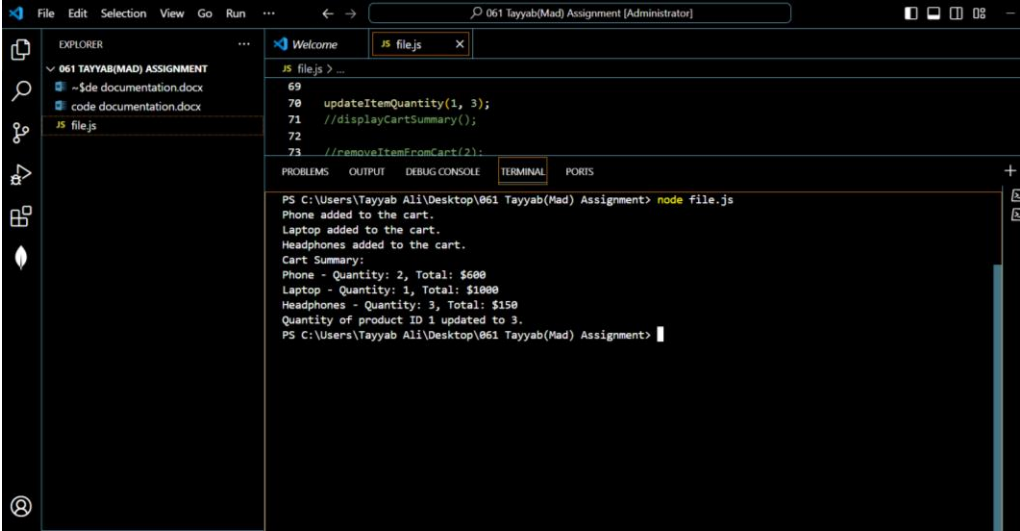 File Edit Selection View Go Run ···
061 Tayyab(Mad) Assignment [Administrator]
EXPLORER ···
061 TAYYAB(MAD) ASSIGNMENT
~$de documentation.docx
code documentation.docx
JS file.js
Welcome
JS file.js ×
JS file.js > ...
69
70 updateItemQuantity(1, 3);
71 //displayCartSummary();
72
73 //removeItemFromCart(2);
PROBLEMS OUTPUT DEBUG CONSOLE TERMINAL PORTS
PS C:\Users\Tayyab Ali\Desktop\061 Tayyab(Mad) Assignment> node file.js
Phone added to the cart.
Laptop added to the cart.
Headphones added to the cart.
Cart Summary:
Phone - Quantity: 2, Total: $600
Laptop - Quantity: 1, Total: $1000
Headphones - Quantity: 3, Total: $150
Quantity of product ID 1 updated to 3.
PS C:\Users\Tayyab Ali\Desktop\061 Tayyab(Mad) Assignment>